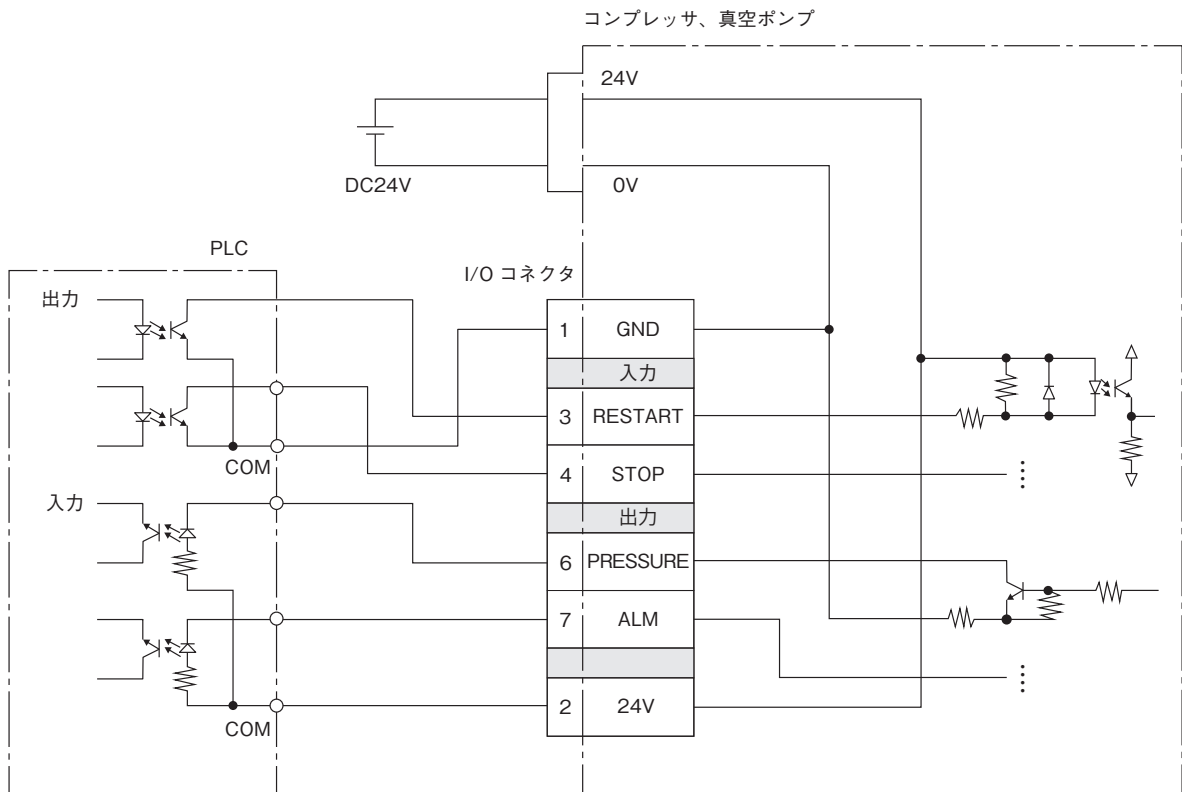 コンプレッサ、真空ポンプ
24V
DC24V
0V
PLC
I/O コネクタ
出力
1 GND
入力
3 RESTART
COM
4 STOP
入力
出力
6 PRESSURE
7 ALM
2 24V
COM